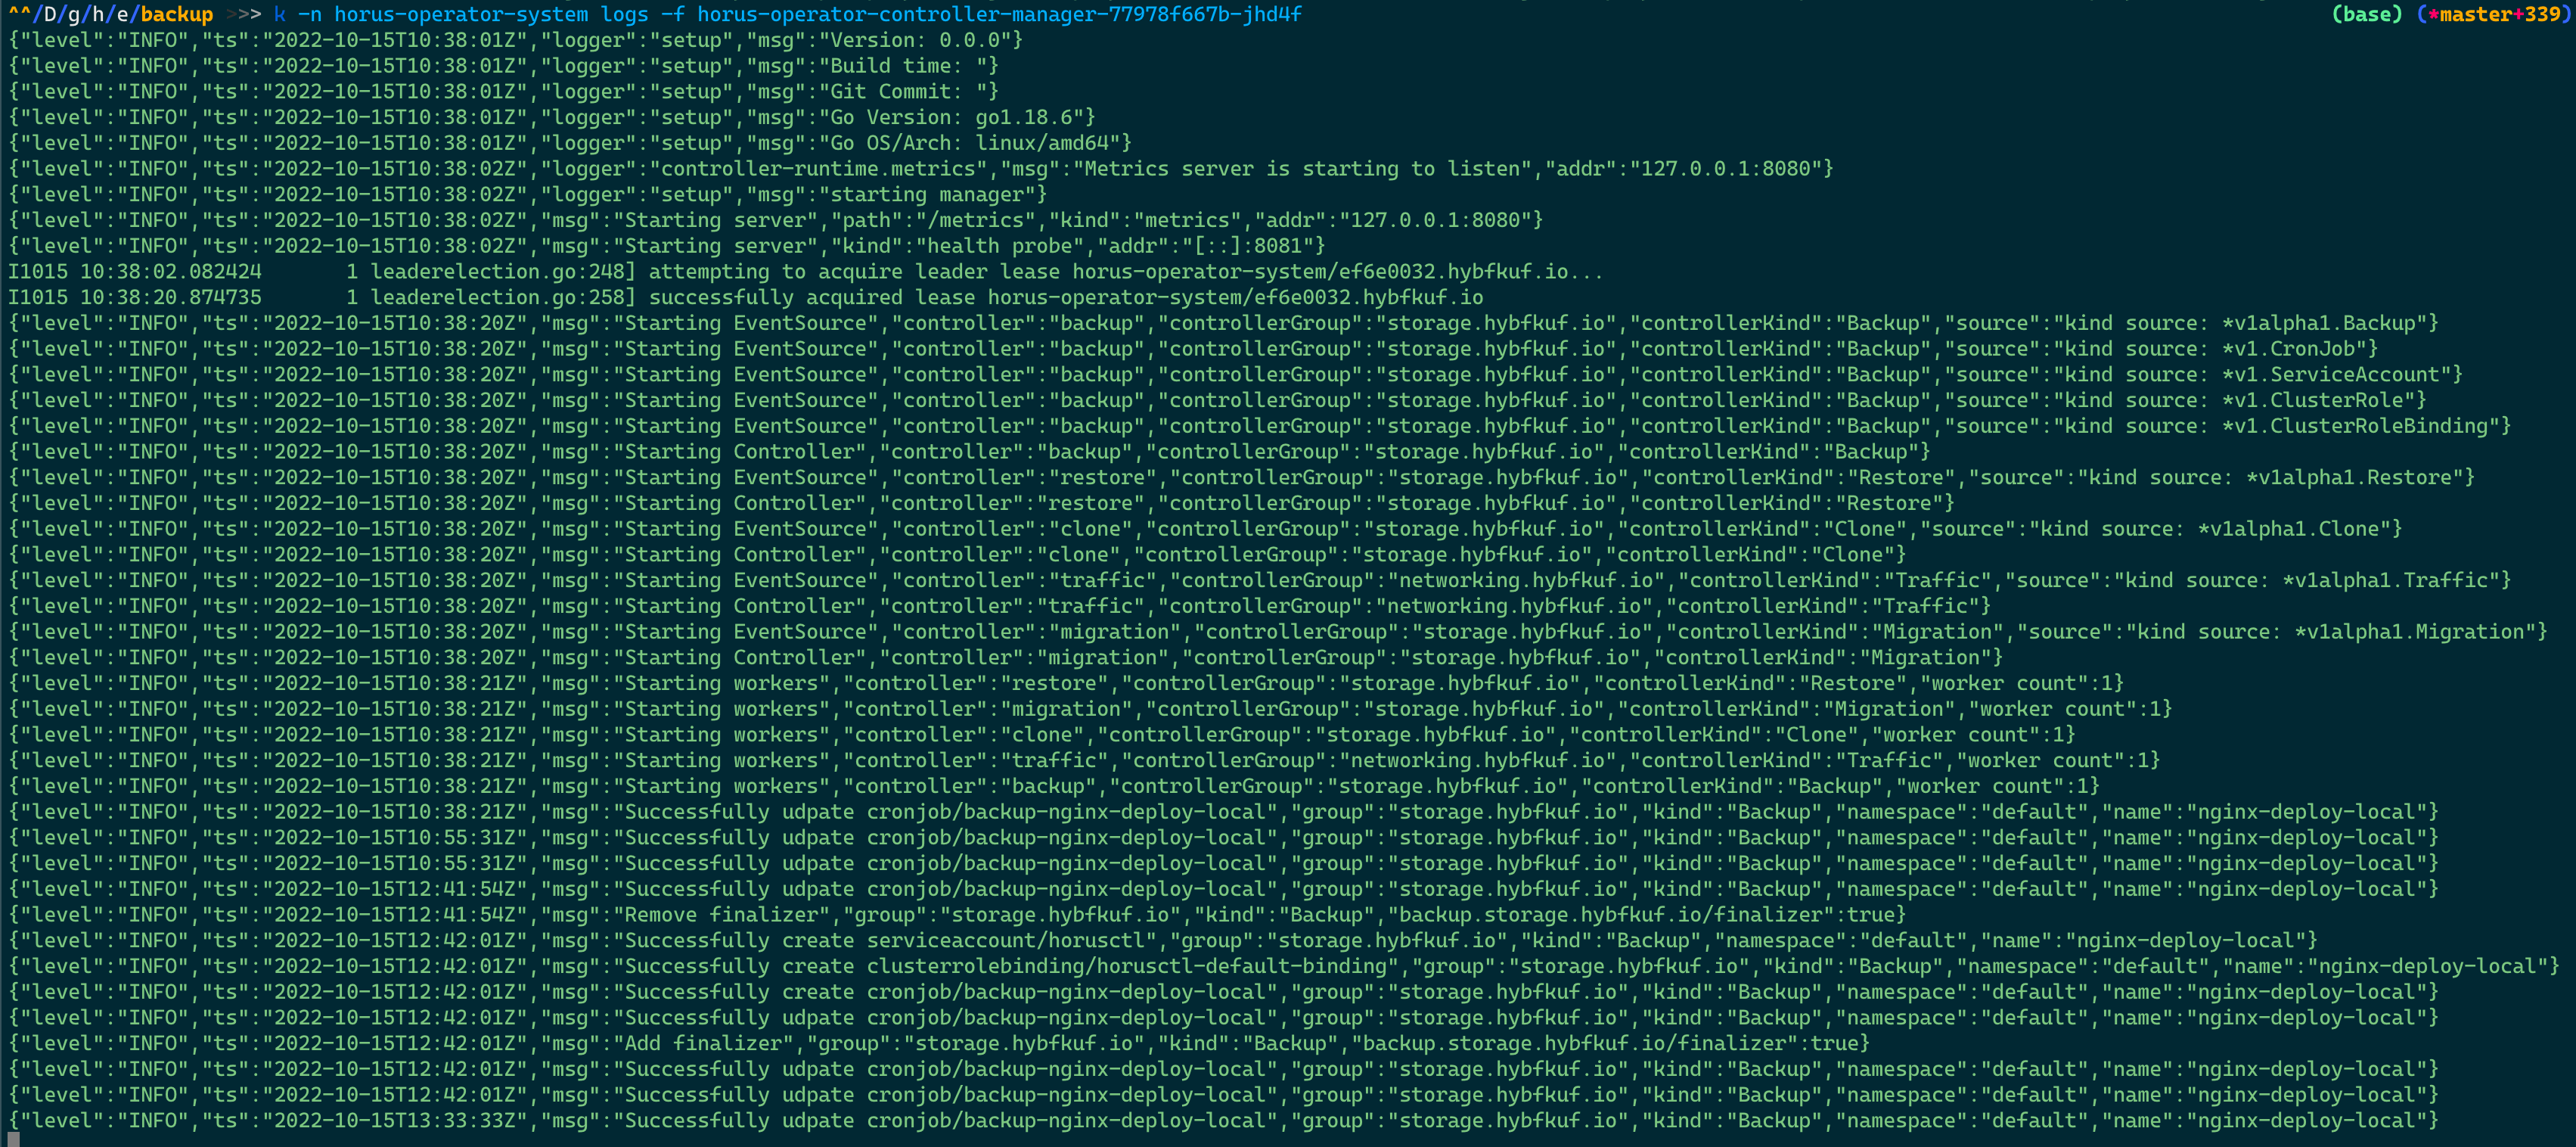 ^^/D/g/h/e/backup >>> k -n horus-operator-system logs -f horus-operator-controller-manager-77978f667b-jhd4f (base) (*master+339)
{"level":"INFO","ts":"2022-10-15T10:38:01Z","logger":"setup","msg":"Version: 0.0.0"}
{"level":"INFO","ts":"2022-10-15T10:38:01Z","logger":"setup","msg":"Build time: "}
{"level":"INFO","ts":"2022-10-15T10:38:01Z","logger":"setup","msg":"Git Commit: "}
{"level":"INFO","ts":"2022-10-15T10:38:01Z","logger":"setup","msg":"Go Version: go1.18.6"}
{"level":"INFO","ts":"2022-10-15T10:38:01Z","logger":"setup","msg":"Go OS/Arch: linux/amd64"}
{"level":"INFO","ts":"2022-10-15T10:38:02Z","logger":"controller-runtime.metrics","msg":"Metrics server is starting to listen","addr":"127.0.0.1:8080"}
{"level":"INFO","ts":"2022-10-15T10:38:02Z","logger":"setup","msg":"starting manager"}
{"level":"INFO","ts":"2022-10-15T10:38:02Z","msg":"Starting server","path":"/metrics","kind":"metrics","addr":"127.0.0.1:8080"}
{"level":"INFO","ts":"2022-10-15T10:38:02Z","msg":"Starting server","kind":"health probe","addr":"[::]:8081"}
I1015 10:38:02.082424       1 leaderelection.go:248] attempting to acquire leader lease horus-operator-system/ef6e0032.hybfkuf.io...
I1015 10:38:20.874735       1 leaderelection.go:258] successfully acquired lease horus-operator-system/ef6e0032.hybfkuf.io
{"level":"INFO","ts":"2022-10-15T10:38:20Z","msg":"Starting EventSource","controller":"backup","controllerGroup":"storage.hybfkuf.io","controllerKind":"Backup","source":"kind source: *v1alpha1.Backup"}
{"level":"INFO","ts":"2022-10-15T10:38:20Z","msg":"Starting EventSource","controller":"backup","controllerGroup":"storage.hybfkuf.io","controllerKind":"Backup","source":"kind source: *v1.CronJob"}
{"level":"INFO","ts":"2022-10-15T10:38:20Z","msg":"Starting EventSource","controller":"backup","controllerGroup":"storage.hybfkuf.io","controllerKind":"Backup","source":"kind source: *v1.ServiceAccount"}
{"level":"INFO","ts":"2022-10-15T10:38:20Z","msg":"Starting EventSource","controller":"backup","controllerGroup":"storage.hybfkuf.io","controllerKind":"Backup","source":"kind source: *v1.ClusterRole"}
{"level":"INFO","ts":"2022-10-15T10:38:20Z","msg":"Starting EventSource","controller":"backup","controllerGroup":"storage.hybfkuf.io","controllerKind":"Backup","source":"kind source: *v1.ClusterRoleBinding"}
{"level":"INFO","ts":"2022-10-15T10:38:20Z","msg":"Starting Controller","controller":"backup","controllerGroup":"storage.hybfkuf.io","controllerKind":"Backup"}
{"level":"INFO","ts":"2022-10-15T10:38:20Z","msg":"Starting EventSource","controller":"restore","controllerGroup":"storage.hybfkuf.io","controllerKind":"Restore","source":"kind source: *v1alpha1.Restore"}
{"level":"INFO","ts":"2022-10-15T10:38:20Z","msg":"Starting Controller","controller":"restore","controllerGroup":"storage.hybfkuf.io","controllerKind":"Restore"}
{"level":"INFO","ts":"2022-10-15T10:38:20Z","msg":"Starting EventSource","controller":"clone","controllerGroup":"storage.hybfkuf.io","controllerKind":"Clone","source":"kind source: *v1alpha1.Clone"}
{"level":"INFO","ts":"2022-10-15T10:38:20Z","msg":"Starting Controller","controller":"clone","controllerGroup":"storage.hybfkuf.io","controllerKind":"Clone"}
{"level":"INFO","ts":"2022-10-15T10:38:20Z","msg":"Starting EventSource","controller":"traffic","controllerGroup":"networking.hybfkuf.io","controllerKind":"Traffic","source":"kind source: *v1alpha1.Traffic"}
{"level":"INFO","ts":"2022-10-15T10:38:20Z","msg":"Starting Controller","controller":"traffic","controllerGroup":"networking.hybfkuf.io","controllerKind":"Traffic"}
{"level":"INFO","ts":"2022-10-15T10:38:20Z","msg":"Starting EventSource","controller":"migration","controllerGroup":"storage.hybfkuf.io","controllerKind":"Migration","source":"kind source: *v1alpha1.Migration"}
{"level":"INFO","ts":"2022-10-15T10:38:20Z","msg":"Starting Controller","controller":"migration","controllerGroup":"storage.hybfkuf.io","controllerKind":"Migration"}
{"level":"INFO","ts":"2022-10-15T10:38:21Z","msg":"Starting workers","controller":"restore","controllerGroup":"storage.hybfkuf.io","controllerKind":"Restore","worker count":1}
{"level":"INFO","ts":"2022-10-15T10:38:21Z","msg":"Starting workers","controller":"migration","controllerGroup":"storage.hybfkuf.io","controllerKind":"Migration","worker count":1}
{"level":"INFO","ts":"2022-10-15T10:38:21Z","msg":"Starting workers","controller":"clone","controllerGroup":"storage.hybfkuf.io","controllerKind":"Clone","worker count":1}
{"level":"INFO","ts":"2022-10-15T10:38:21Z","msg":"Starting workers","controller":"traffic","controllerGroup":"networking.hybfkuf.io","controllerKind":"Traffic","worker count":1}
{"level":"INFO","ts":"2022-10-15T10:38:21Z","msg":"Starting workers","controller":"backup","controllerGroup":"storage.hybfkuf.io","controllerKind":"Backup","worker count":1}
{"level":"INFO","ts":"2022-10-15T10:38:21Z","msg":"Successfully udpate cronjob/backup-nginx-deploy-local","group":"storage.hybfkuf.io","kind":"Backup","namespace":"default","name":"nginx-deploy-local"}
{"level":"INFO","ts":"2022-10-15T10:55:31Z","msg":"Successfully udpate cronjob/backup-nginx-deploy-local","group":"storage.hybfkuf.io","kind":"Backup","namespace":"default","name":"nginx-deploy-local"}
{"level":"INFO","ts":"2022-10-15T10:55:31Z","msg":"Successfully udpate cronjob/backup-nginx-deploy-local","group":"storage.hybfkuf.io","kind":"Backup","namespace":"default","name":"nginx-deploy-local"}
{"level":"INFO","ts":"2022-10-15T12:41:54Z","msg":"Successfully udpate cronjob/backup-nginx-deploy-local","group":"storage.hybfkuf.io","kind":"Backup","namespace":"default","name":"nginx-deploy-local"}
{"level":"INFO","ts":"2022-10-15T12:41:54Z","msg":"Remove finalizer","group":"storage.hybfkuf.io","kind":"Backup","backup.storage.hybfkuf.io/finalizer":true}
{"level":"INFO","ts":"2022-10-15T12:42:01Z","msg":"Successfully create serviceaccount/horusctl","group":"storage.hybfkuf.io","kind":"Backup","namespace":"default","name":"nginx-deploy-local"}
{"level":"INFO","ts":"2022-10-15T12:42:01Z","msg":"Successfully create clusterrolebinding/horusctl-default-binding","group":"storage.hybfkuf.io","kind":"Backup","namespace":"default","name":"nginx-deploy-local"}
{"level":"INFO","ts":"2022-10-15T12:42:01Z","msg":"Successfully create cronjob/backup-nginx-deploy-local","group":"storage.hybfkuf.io","kind":"Backup","namespace":"default","name":"nginx-deploy-local"}
{"level":"INFO","ts":"2022-10-15T12:42:01Z","msg":"Successfully udpate cronjob/backup-nginx-deploy-local","group":"storage.hybfkuf.io","kind":"Backup","namespace":"default","name":"nginx-deploy-local"}
{"level":"INFO","ts":"2022-10-15T12:42:01Z","msg":"Add finalizer","group":"storage.hybfkuf.io","kind":"Backup","backup.storage.hybfkuf.io/finalizer":true}
{"level":"INFO","ts":"2022-10-15T12:42:01Z","msg":"Successfully udpate cronjob/backup-nginx-deploy-local","group":"storage.hybfkuf.io","kind":"Backup","namespace":"default","name":"nginx-deploy-local"}
{"level":"INFO","ts":"2022-10-15T12:42:01Z","msg":"Successfully udpate cronjob/backup-nginx-deploy-local","group":"storage.hybfkuf.io","kind":"Backup","namespace":"default","name":"nginx-deploy-local"}
{"level":"INFO","ts":"2022-10-15T13:33:33Z","msg":"Successfully udpate cronjob/backup-nginx-deploy-local","group":"storage.hybfkuf.io","kind":"Backup","namespace":"default","name":"nginx-deploy-local"}